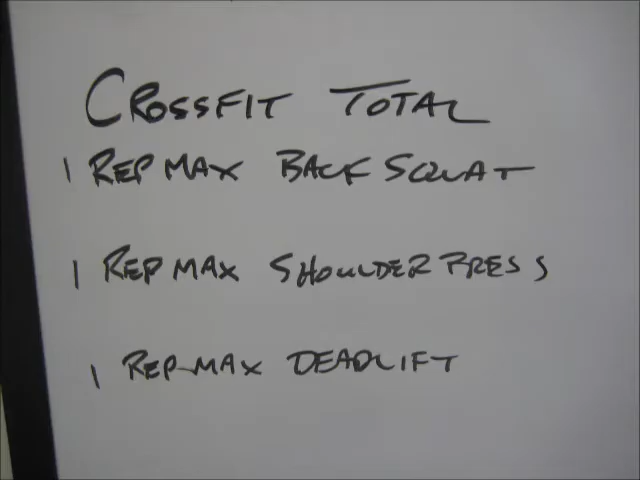 CROSSFIT TOTAL
1 REP MAX BACK SQUAT
1 REP MAX SHOULDER PRESS
1 REP MAX DEADLIFT